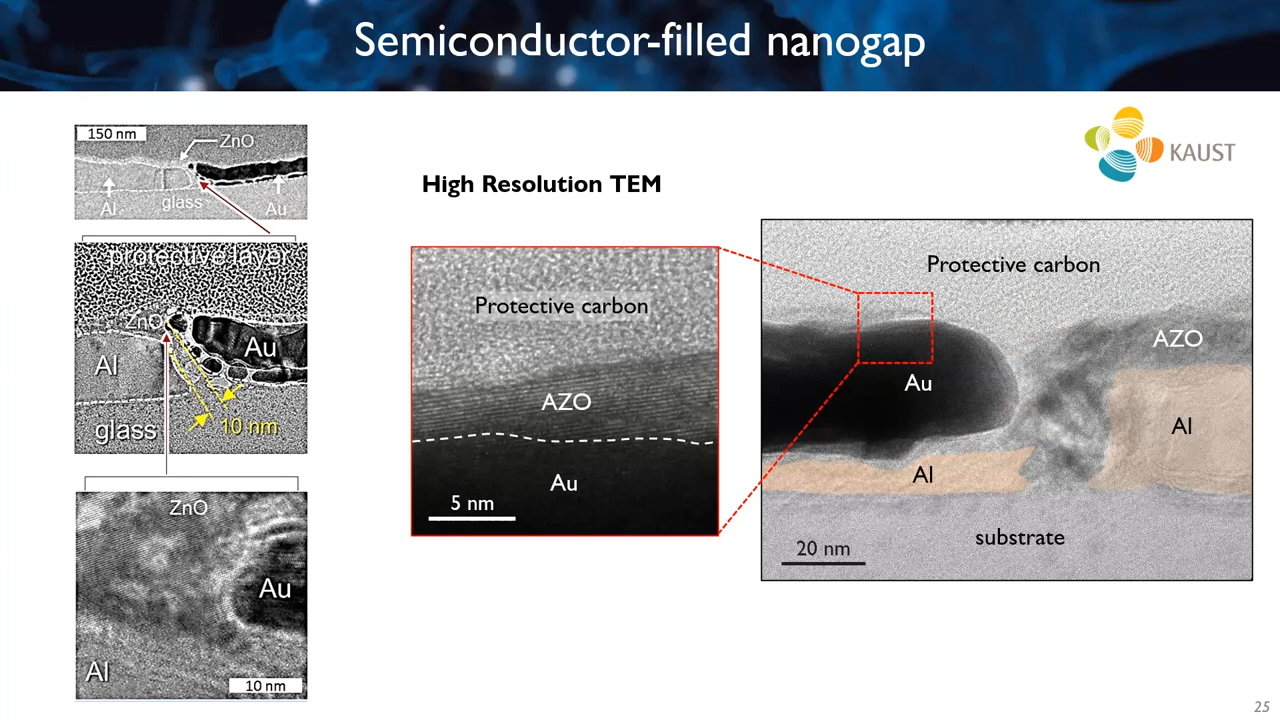 Semiconductor-filled nanogap
KAUST
150 nm
ZnO
Al
glass
Au
protective layer
ZnO
Al
Au
glass
10 nm
ZnO
Au
Al
10 nm
High Resolution TEM
Protective carbon
AZO
Au
5 nm
Protective carbon
AZO
Au
Al
Al
substrate
20 nm
25